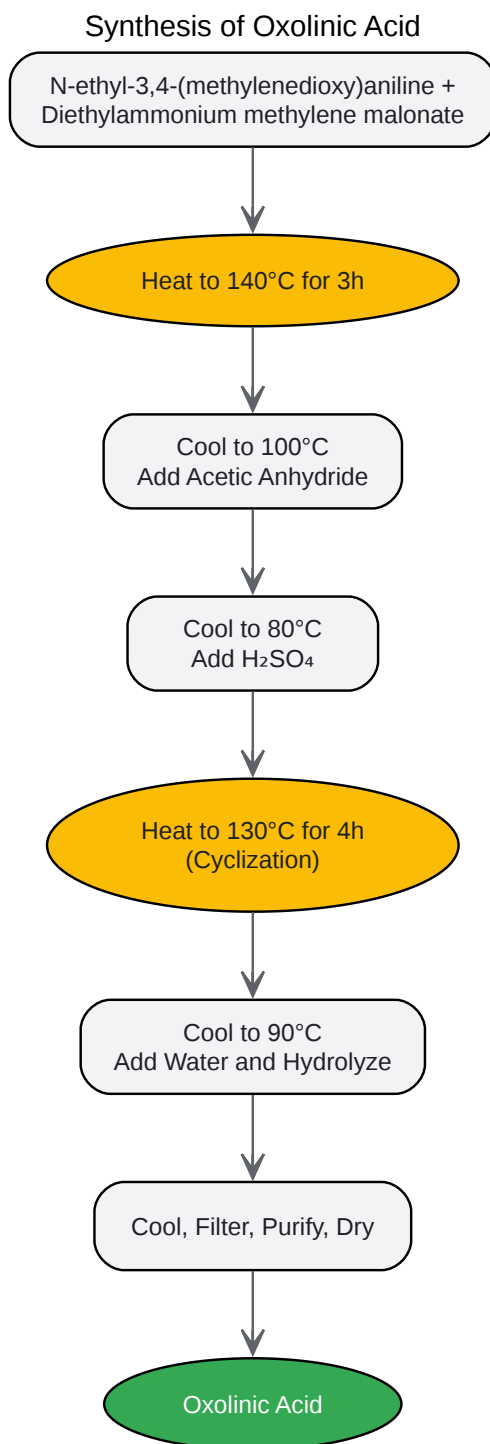 Synthesis of Oxolinic Acid
N-ethyl-3,4-(methylenedioxy)aniline +
Diethylammonium methylene malonate
Heat to 140°C for 3h
Cool to 100°C
Add Acetic Anhydride
Cool to 80°C
Add H₂SO₄
Heat to 130°C for 4h
(Cyclization)
Cool to 90°C
Add Water and Hydrolyze
Cool, Filter, Purify, Dry
Oxolinic Acid